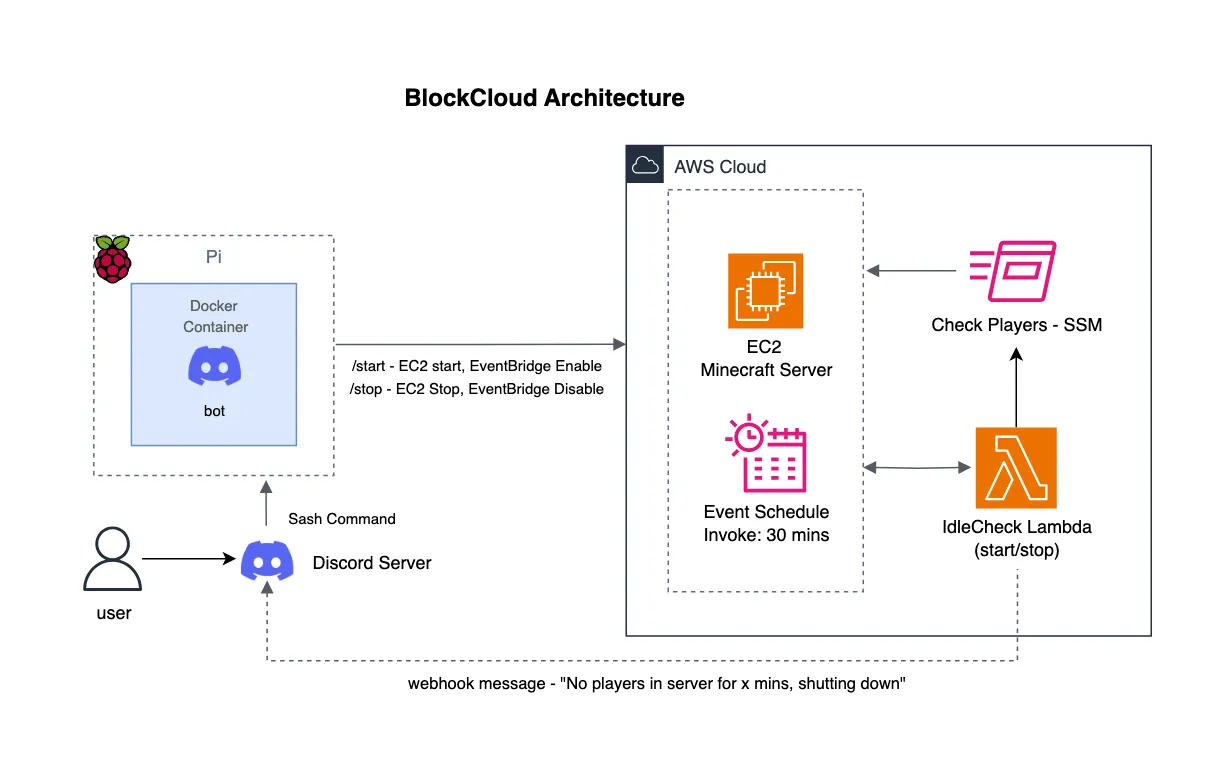 BlockCloud Architecture
AWS Cloud
Pi
Docker
Container
bot
/start - EC2 start, EventBridge Enable
/stop - EC2 Stop, EventBridge Disable
EC2
Minecraft Server
Check Players - SSM
Event Schedule
Invoke: 30 mins
IdleCheck Lambda
(start/stop)
Sash Command
Discord Server
user
webhook message - "No players in server for x mins, shutting down"